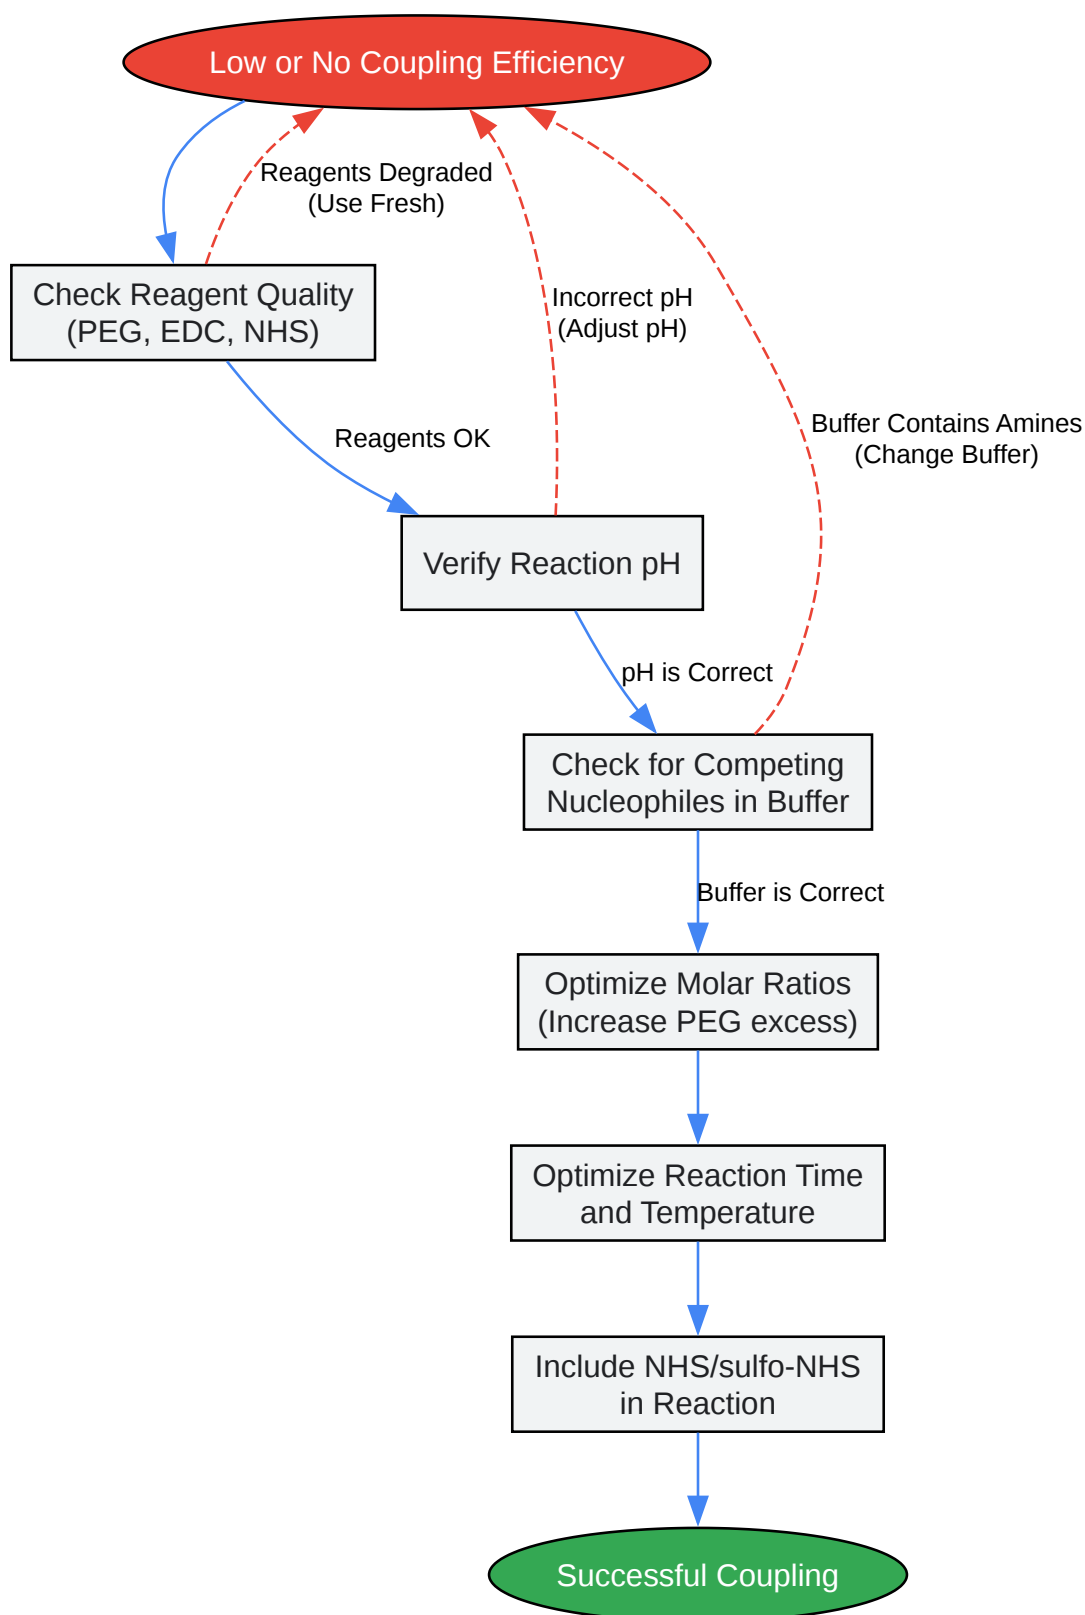 Low or No Coupling Efficiency
Reagents Degraded
(Use Fresh)
Check Reagent Quality
(PEG, EDC, NHS)
Incorrect pH
(Adjust pH)
Reagents OK
Buffer Contains Amines
(Change Buffer)
Verify Reaction pH
pH is Correct
Check for Competing
Nucleophiles in Buffer
Buffer is Correct
Optimize Molar Ratios
(Increase PEG excess)
Optimize Reaction Time
and Temperature
Include NHS/sulfo-NHS
in Reaction
Successful Coupling